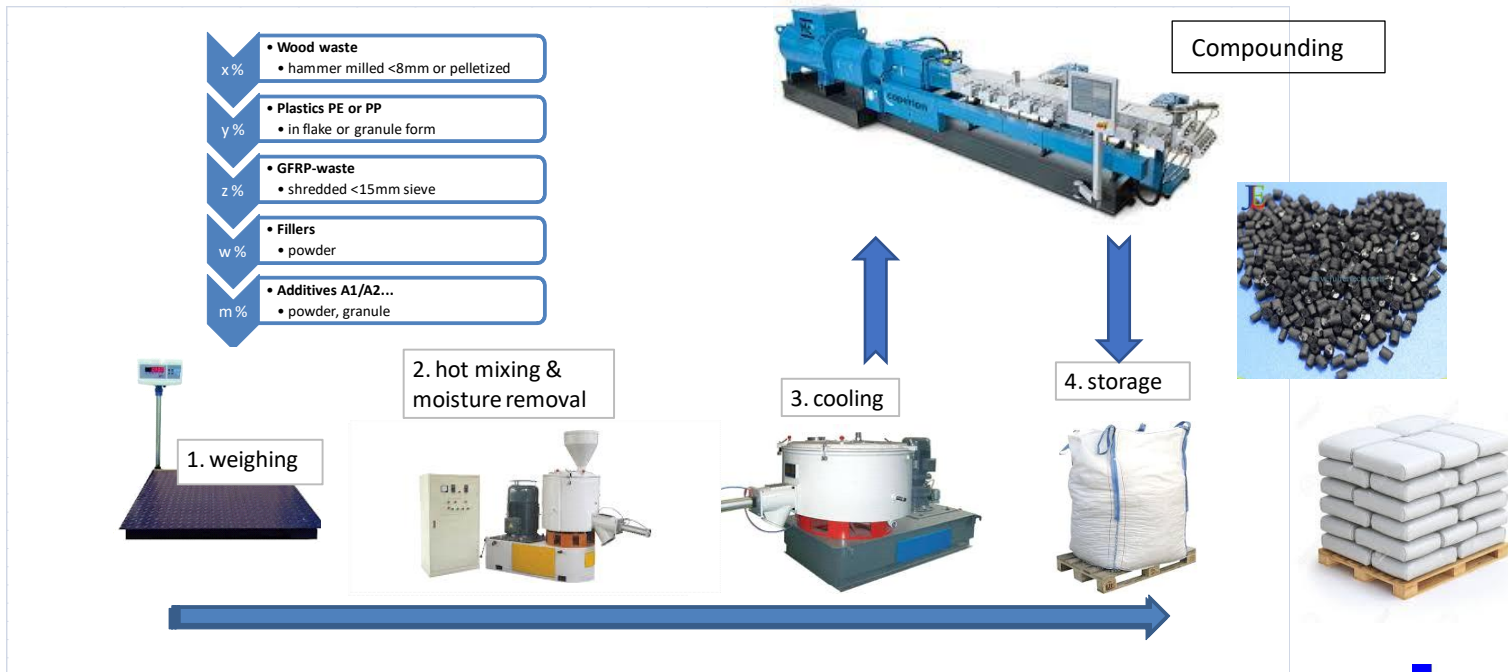 x %
• Wood waste
• hammer milled <8mm or pelletized
y %
• Plastics PE or PP
• in flake or granule form
z %
• GFRP-waste
• shredded <15mm sieve
w %
• Fillers
• powder
m %
• Additives A1/A2...
• powder, granule
coperion
Compounding
JE
1. weighing
2. hot mixing &
moisture removal
3. cooling
4. storage